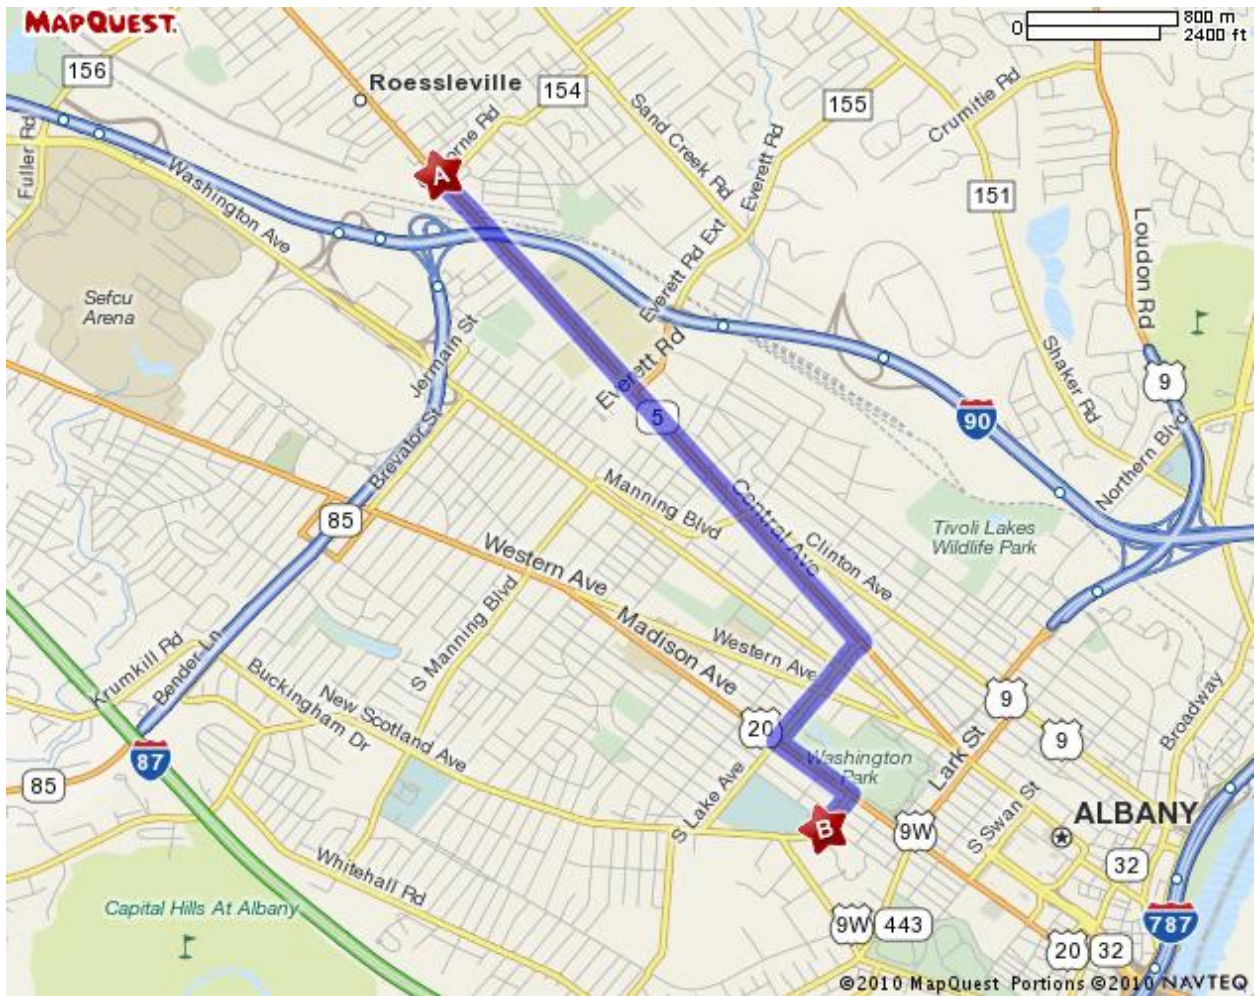 MAPQUEST.
0
800 m
2400 ft
156
Roessleville
154
155
Crumitie Rd
Fuller Rd
Sand Creek Rd
Everett Rd
A
Washington Ave
151
Loudon Rd
Everett Rd Ext
Sefcu
Arena
Jermain St
Everett Rd
Shaker Rd
9
5
90
Brevator St
Northern Blvd
Manning Blvd
Central Ave
85
Tivoli Lakes
Wildlife Park
Clinton Ave
Western Ave
S Manning Blvd
Madison Ave
Western Ave
Krumkill Rd
Bender Ln
Buckingham Dr
New Scotland Ave
9
Broadway
20
9
87
Washington
Park
Lark St
85
S Lake Ave
S Swan St
ALBANY
B
9W
32
Whitehall Rd
Capital Hills At Albany
9W
443
787
20
32
©2010 MapQuest Portions ©2010 NAVTEQ